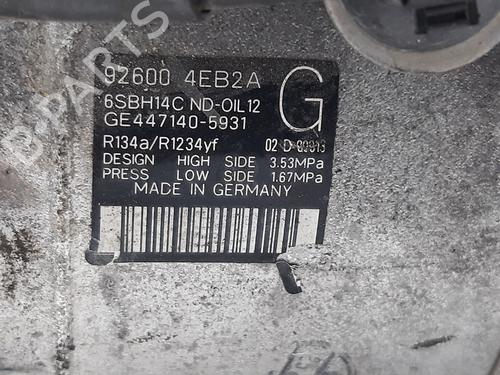 92600 4EB2A
G
6SBH14C ND-OIL12
GE447140-5931
R134a/R1234yf 02-D
DESIGN HIGH SIDE 3.53MPa
PRESS LOW SIDE 1.67MPa
MADE IN GERMANY
B-PARTS